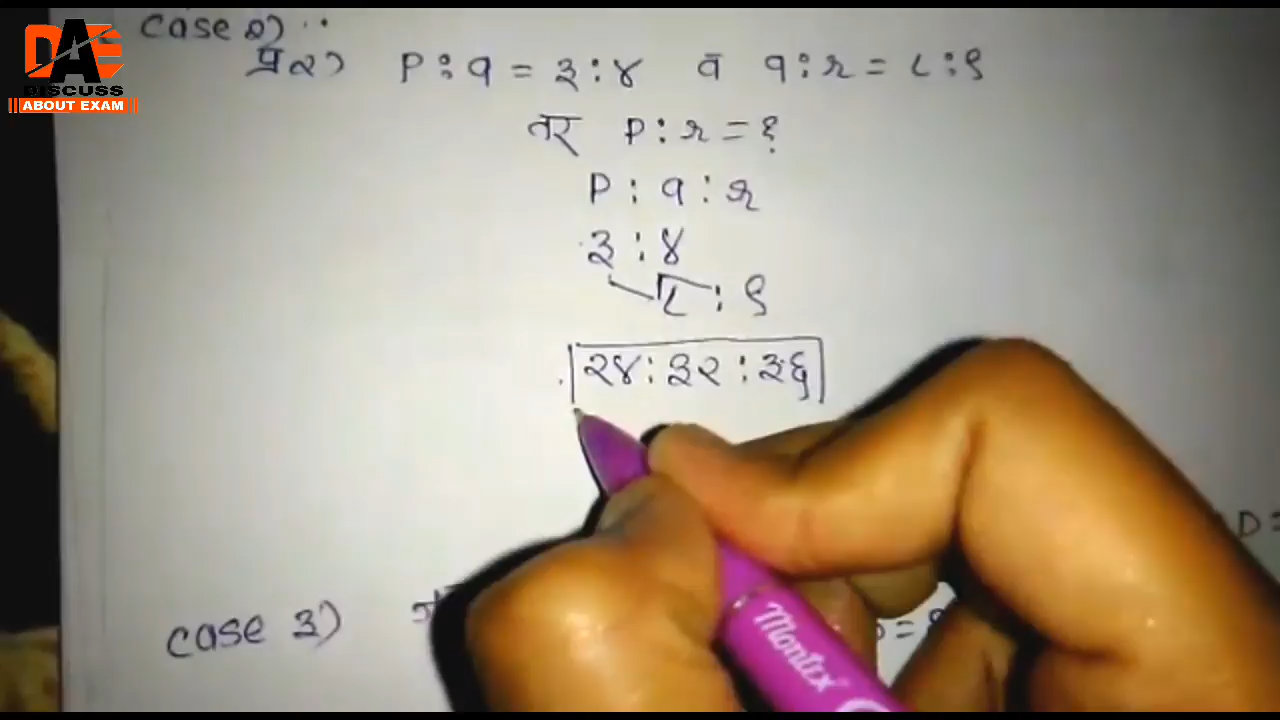 DAE
DISCUSS
ABOUT EXAM
case २)
प्र२) P : q = ३ : ४ व q : r = ८ : ९
तर P : r = ?
P : q : r
३ : ४
८ : ९
२४ : ३२ : ३६
D =
case 3)
Montex